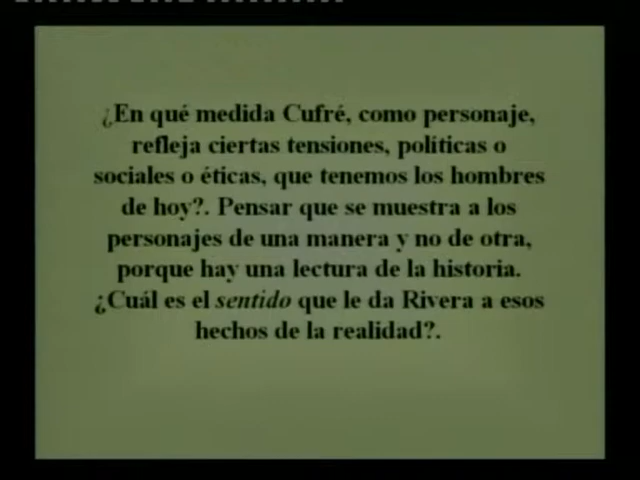 ¿En qué medida Cufré, como personaje,
refleja ciertas tensiones, políticas o
sociales o éticas, que tenemos los hombres
de hoy?. Pensar que se muestra a los
personajes de una manera y no de otra,
porque hay una lectura de la historia.
¿Cuál es el sentido que le da Rivera a esos
hechos de la realidad?.